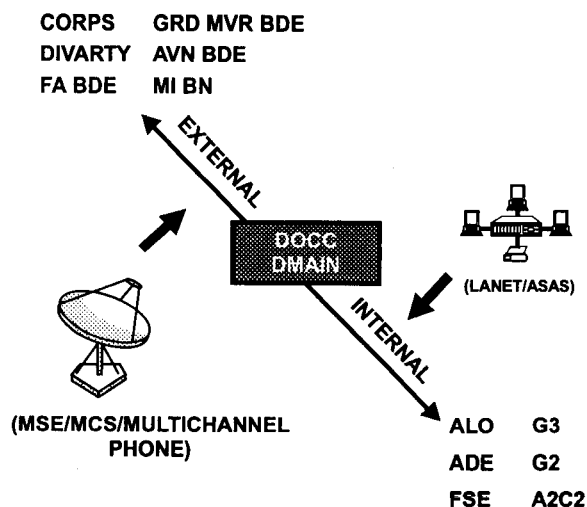 CORPS GRD MVR BDE
DIVARTY AVN BDE
FA BDE MI BN
EXTERNAL
DOCC
DMAIN
(LANET/ASAS)
INTERNAL
(MSE/MCS/MULTICHANNEL
PHONE)
ALO G3
ADE G2
FSE A2C2